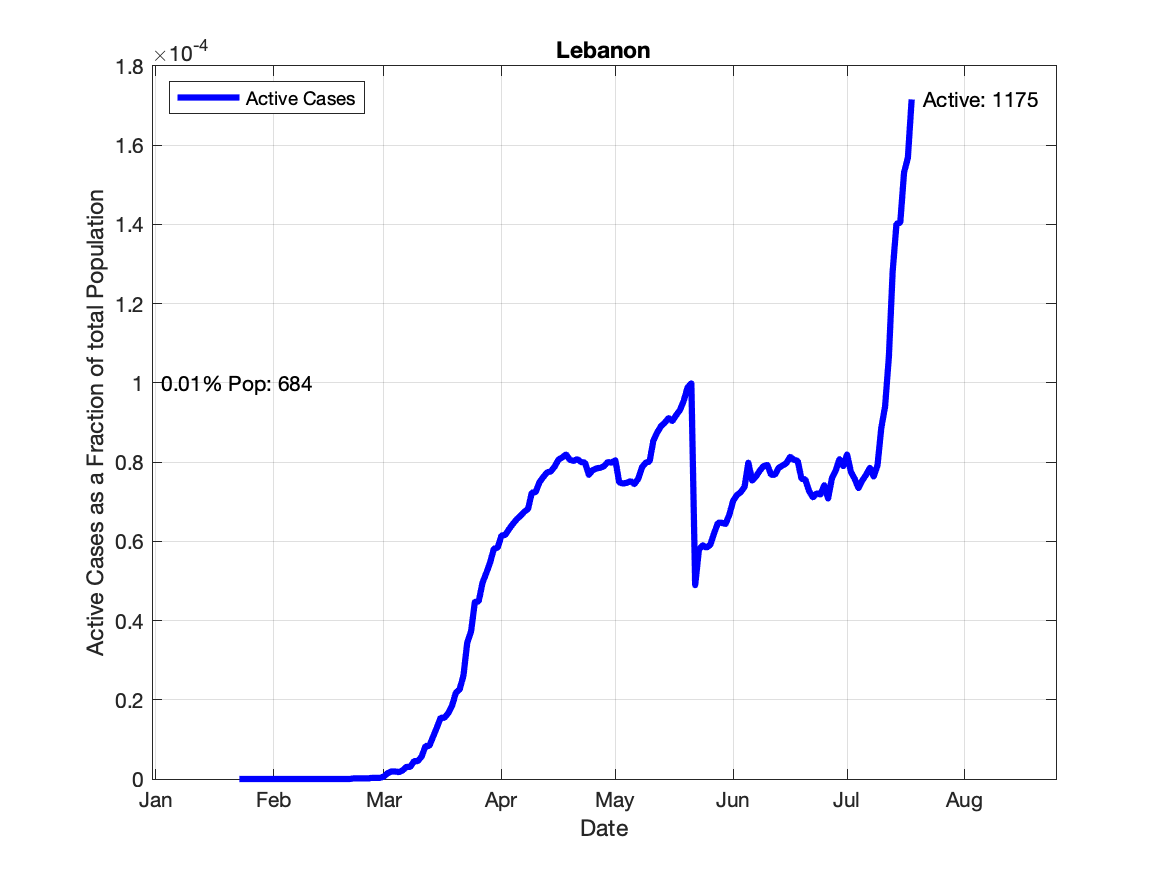 Lebanon
×10-4
1.8
1.6
1.4
1.2
1
0.8
0.6
0.4
0.2
0
Active Cases as a Fraction of total Population
Active Cases
Active: 1175
0.01% Pop: 684
Jan Feb Mar Apr May Jun Jul Aug
Date